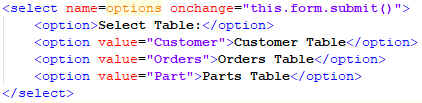 <select name=options onchange="this.form.submit()">
<option>Select Table:</option>
<option value="Customer">Customer Table</option>
<option value="Orders">Orders Table</option>
<option value="Part">Parts Table</option>
</select>